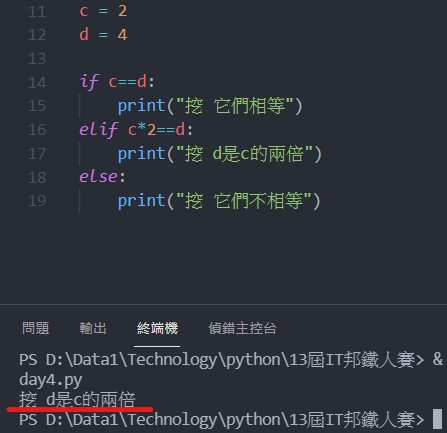 11 c = 2
12 d = 4
13
14 if c==d:
15 print("挖 它們相等")
16 elif c*2==d:
17 print("挖 d是c的兩倍")
18 else:
19 print("挖 它們不相等")
問題 輸出 終端機 偵錯主控台
PS D:\Data1\Technology\python\13屆IT邦鐵人賽> &
day4.py
挖 d是c的兩倍
PS D:\Data1\Technology\python\13屆IT邦鐵人賽>